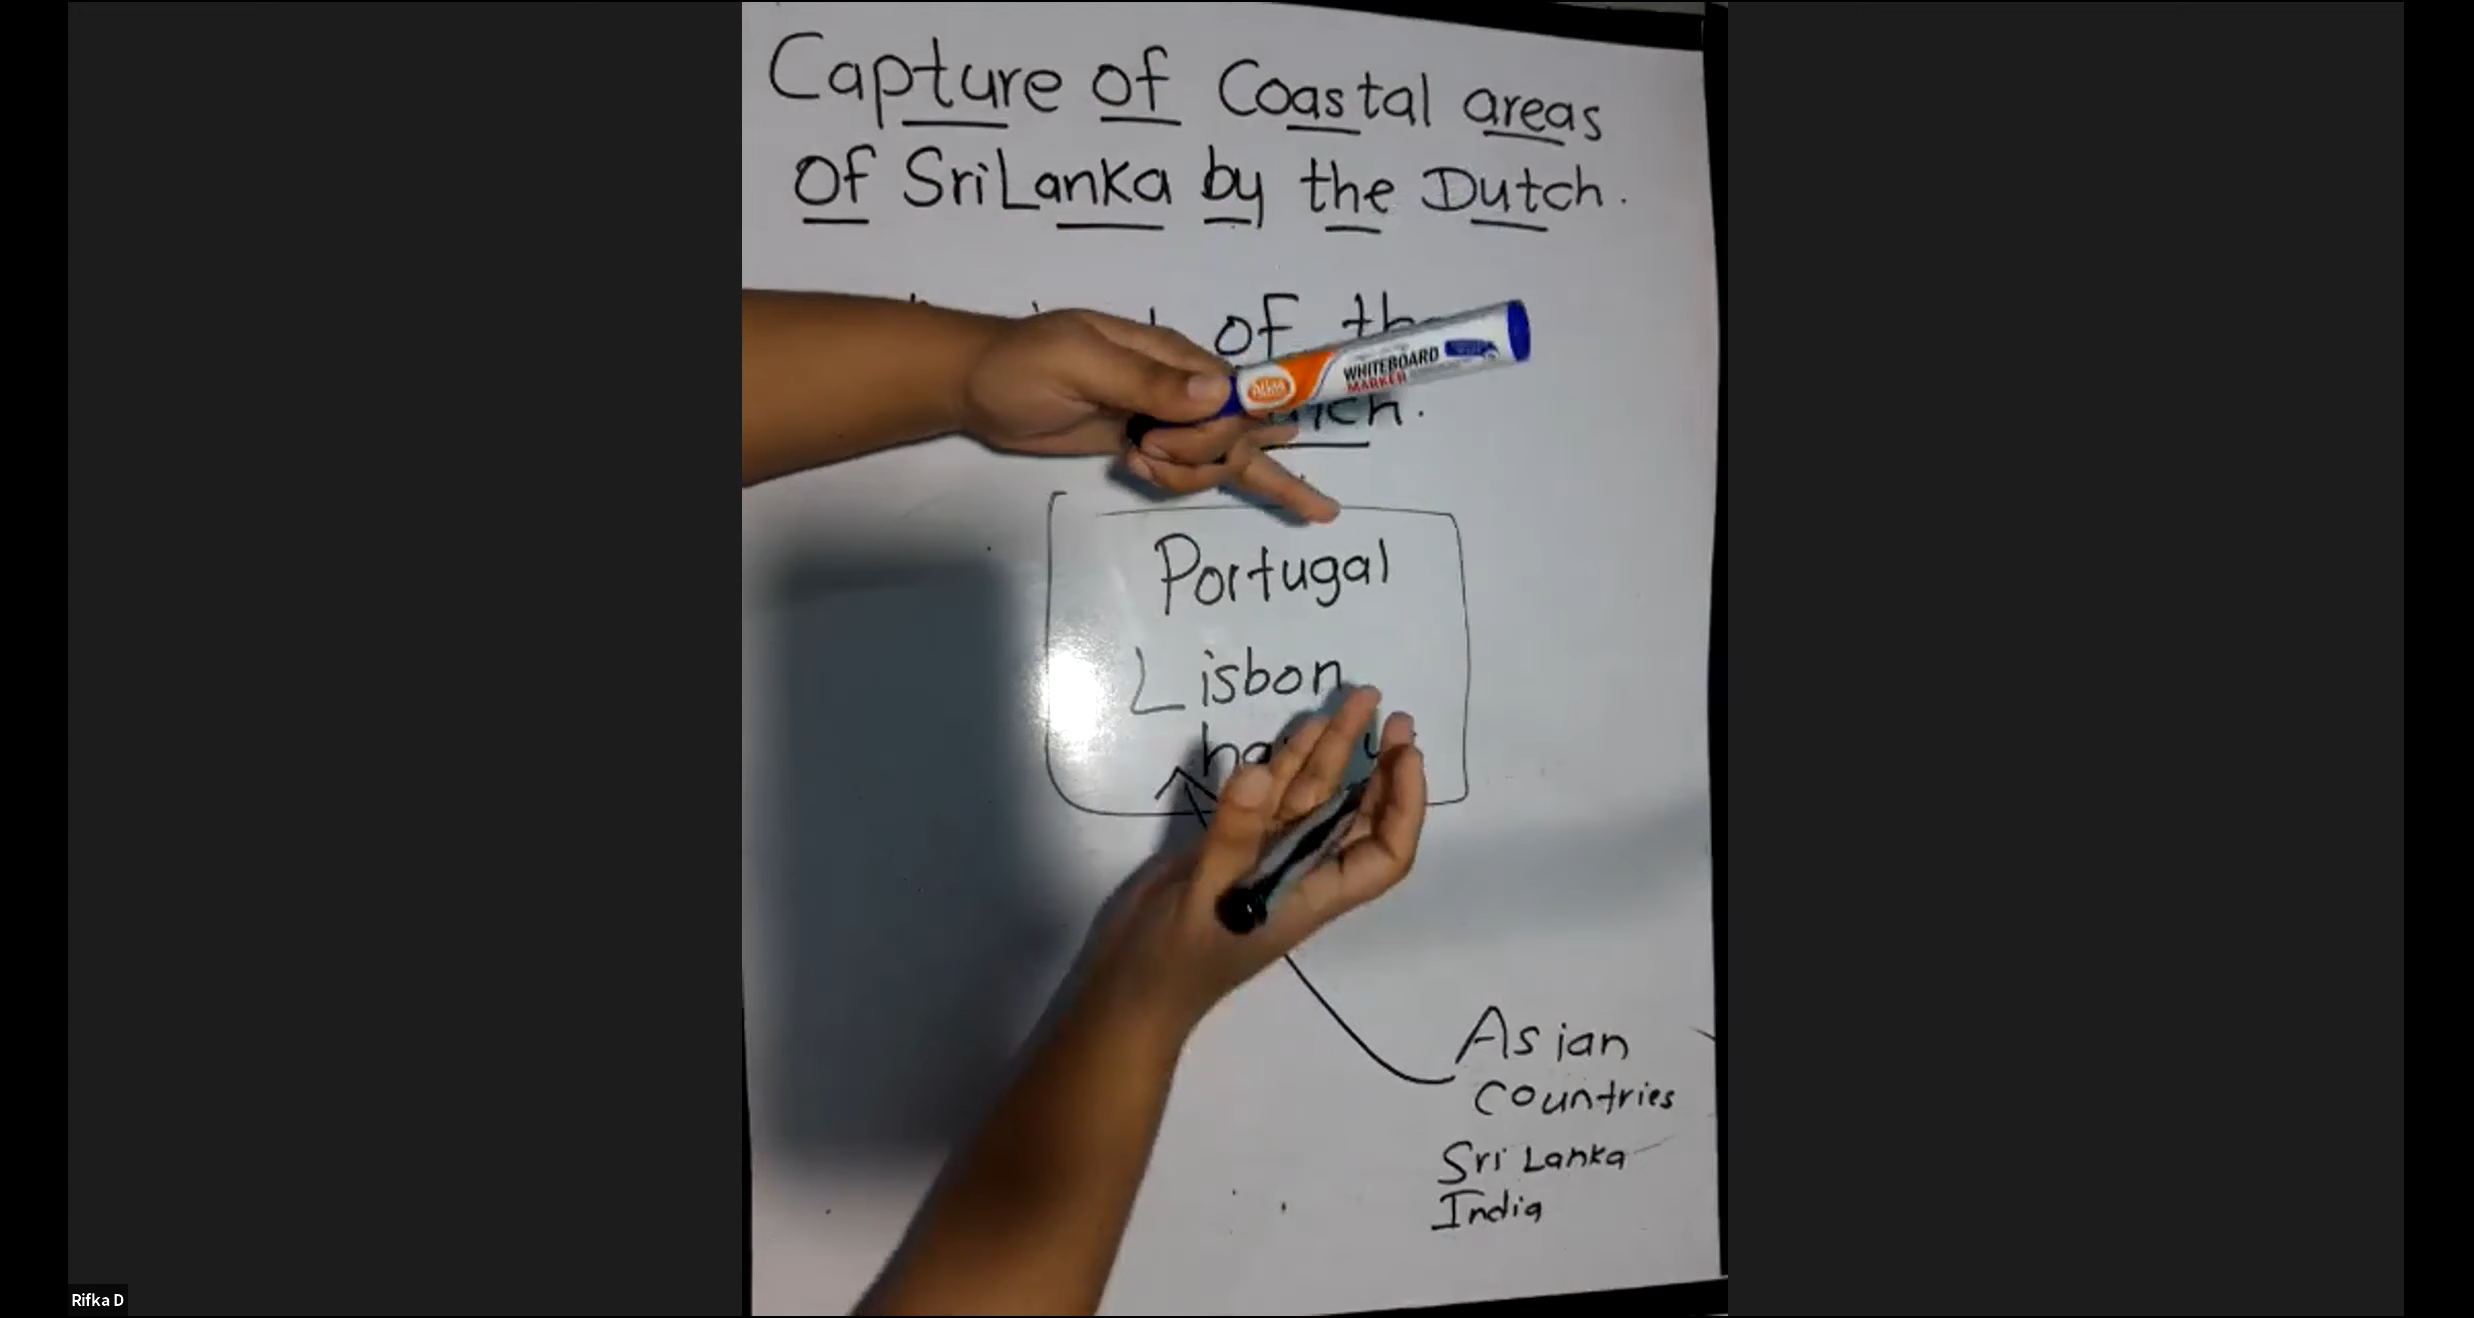 Capture of Coastal areas
Of SriLanka by the Dutch.
of
WHITEBOARD
MARKER
Portugal
Lisbon
Asian
Countries
Sri Lanka
India
Rifka D